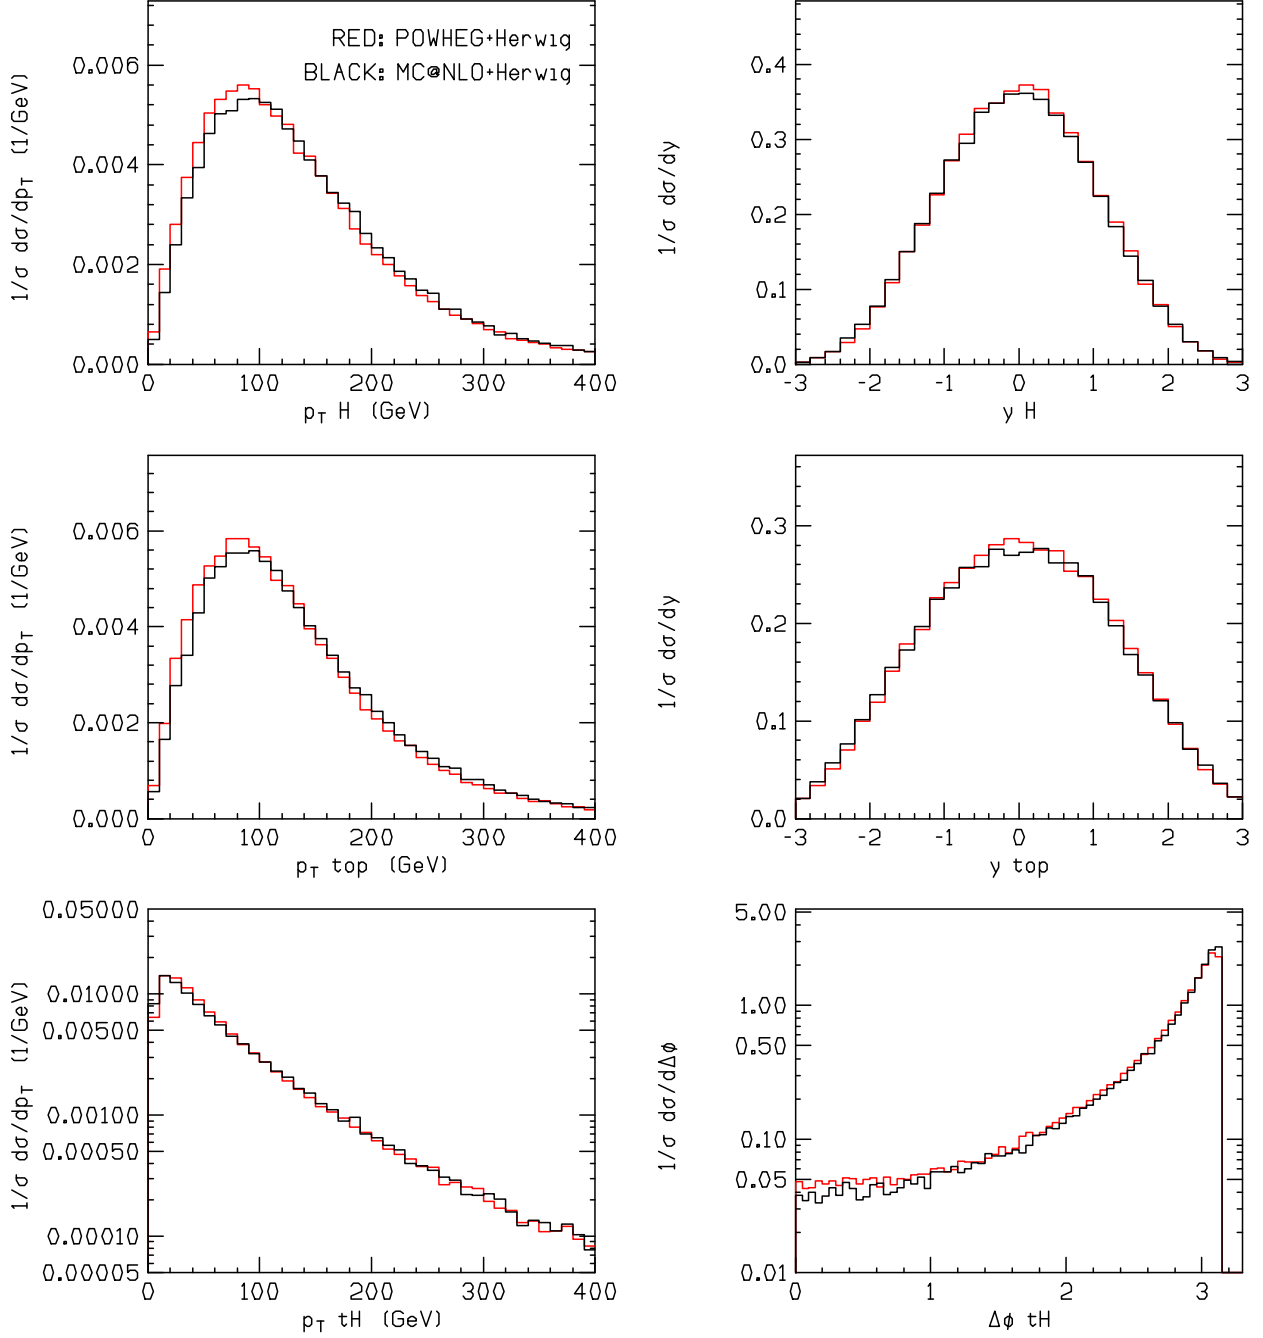 RED: POWHEG+Herwig
BLACK: MC@NLO+Herwig
1/σ dσ/dp_T (1/GeV)
0.006
0.004
0.002
0.000
0 100 200 300 400
p_T H (GeV)
1/σ dσ/dy
0.4
0.3
0.2
0.1
0.0
-3 -2 -1 0 1 2 3
y H
1/σ dσ/dp_T (1/GeV)
0.006
0.004
0.002
0.000
0 100 200 300 400
p_T top (GeV)
1/σ dσ/dy
0.3
0.2
0.1
0.0
-3 -2 -1 0 1 2 3
y top
1/σ dσ/dp_T (1/GeV)
0.05000
0.01000
0.00500
0.00100
0.00050
0.00010
0.00005
0 100 200 300 400
p_T tH (GeV)
1/σ dσ/dΔϕ
5.00
1.00
0.50
0.10
0.05
0.01
0 1 2 3
Δϕ tH